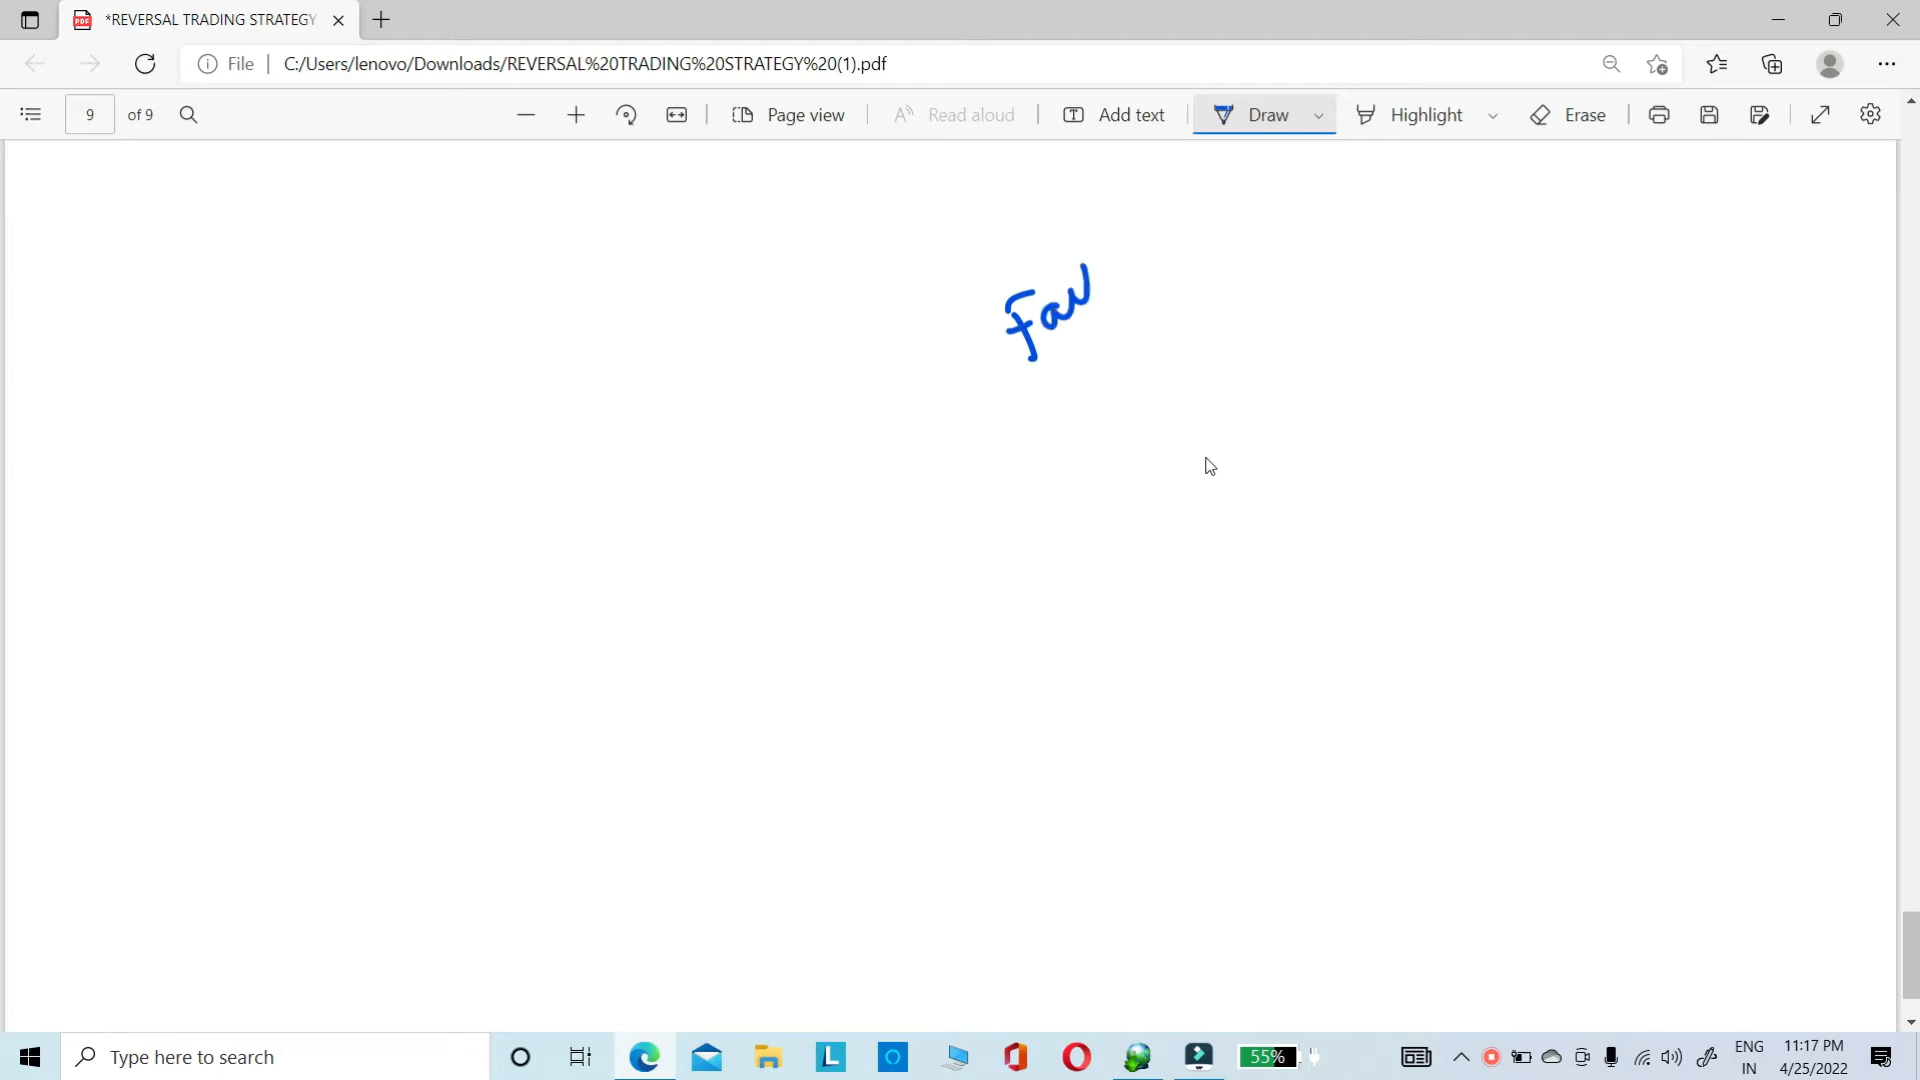 *REVERSAL TRADING STRATEGY
File
C:/Users/lenovo/Downloads/REVERSAL%20TRADING%20STRATEGY%20(1).pdf
9 of 9
Page view
Read aloud
Add text
Draw
Highlight
Erase
Type here to search
55%
ENG
IN
11:17 PM
4/25/2022